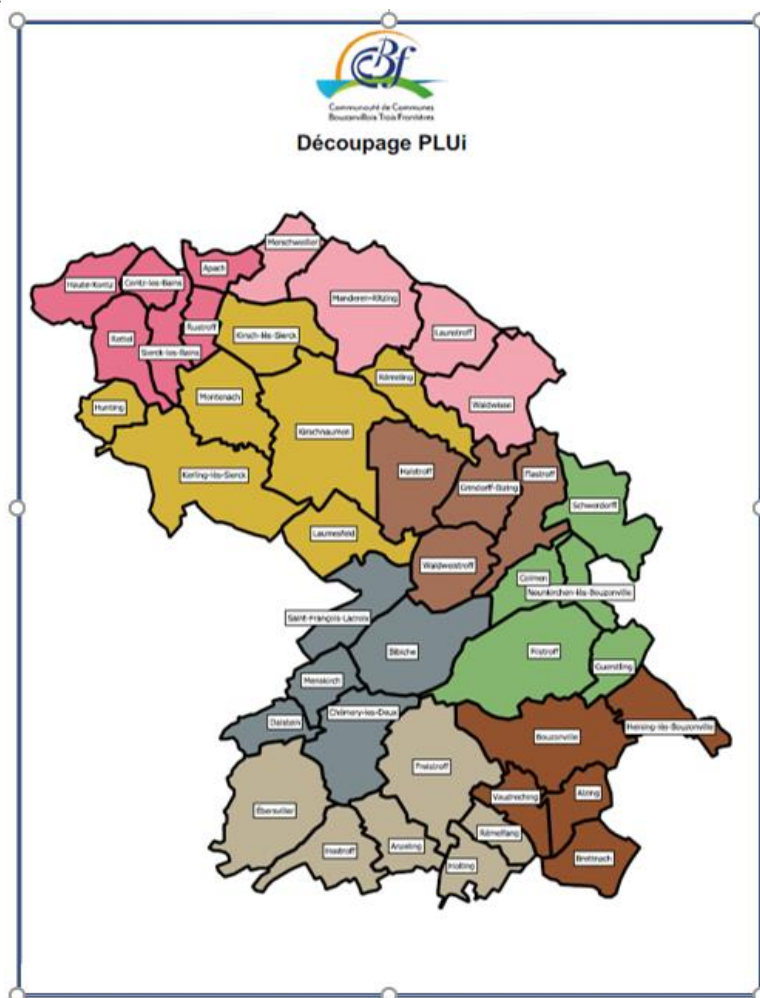 CCBf
Communauté de Communes
Bouzonvillois Trois Frontières
Découpage PLUi
Merschweiller
Apach
Haute-Kontz
Contz-les-Bains
Manderen-Ritzing
Rustroff
Launstroff
Kirsch-lès-Sierck
Rettel
Sierck-les-Bains
Rémeling
Montenach
Waldwisse
Hunting
Kirschnaumen
Halstroff
Flastroff
Kerling-lès-Sierck
Grindorff-Bizing
Schwerdorff
Laumesfeld
Waldweistroff
Colmen
Neunkirchen-lès-Bouzonville
Saint-François-Lacroix
Bibiche
Filstroff
Guerstling
Menskirch
Chémery-les-Deux
Dalstein
Heining-lès-Bouzonville
Bouzonville
Freistroff
Vaudreching
Alzing
Ébersviller
Rémelfang
Anzeling
Hestroff
Brettnach
Holling